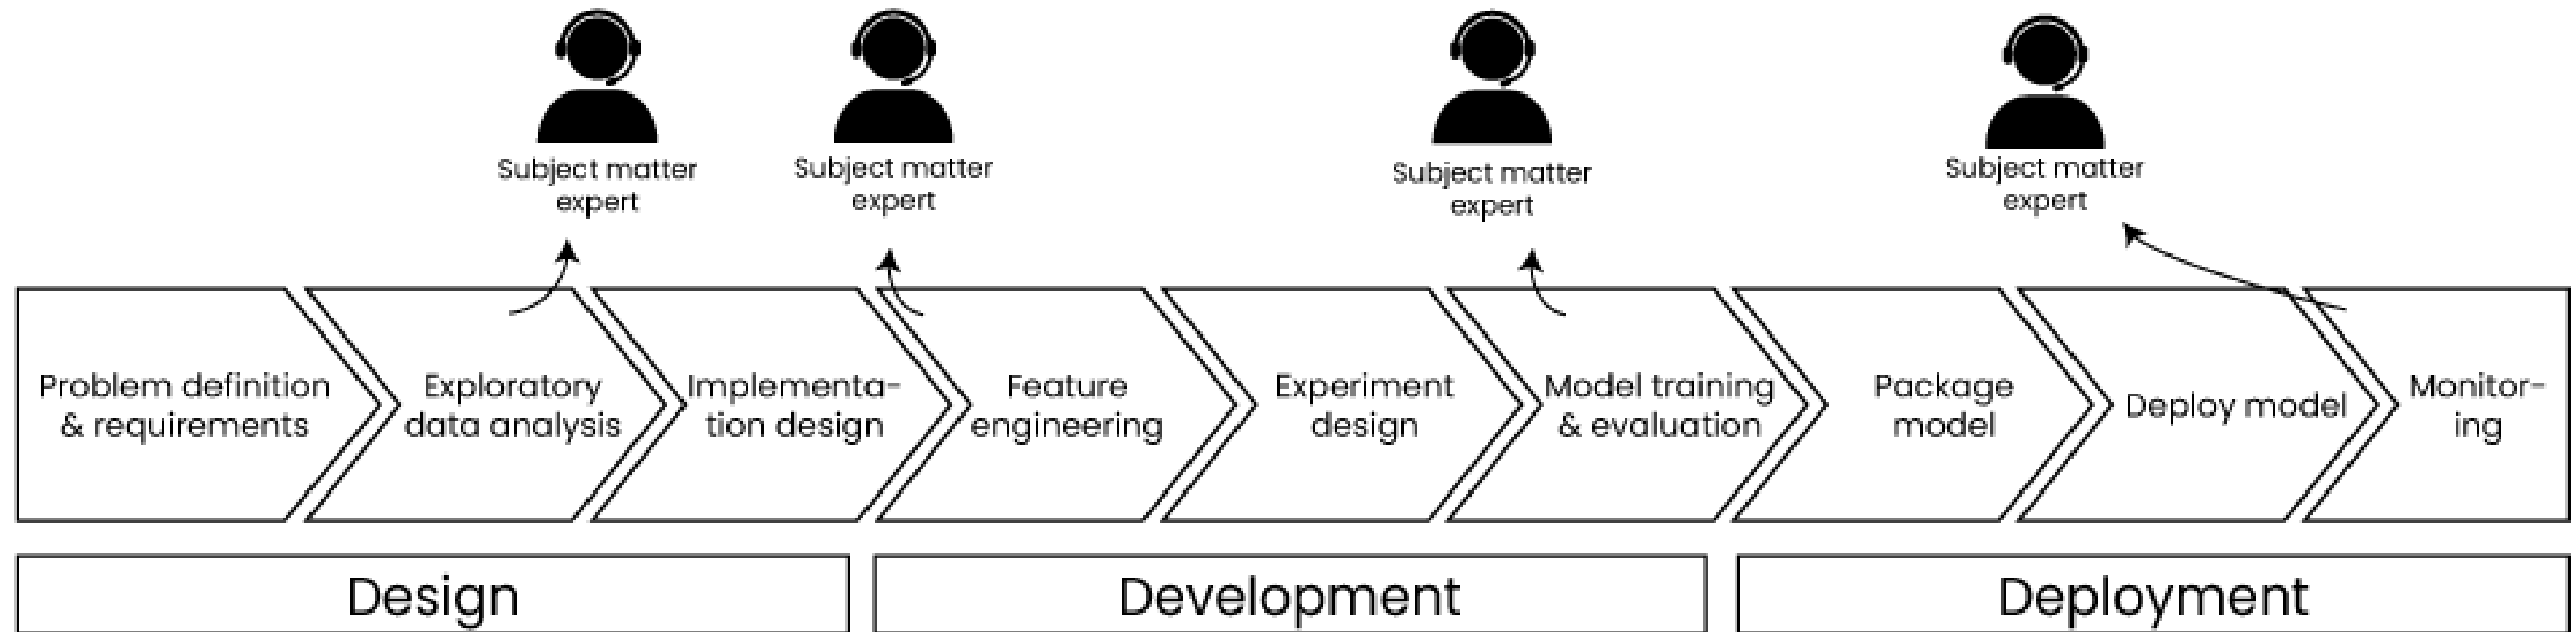 Subject matter
expert
Subject matter
expert
Subject matter
expert
Subject matter
expert
Problem definition
& requirements
Exploratory
data analysis
Implementa-
tion design
Feature
engineering
Experiment
design
Model training
& evaluation
Package
model
Deploy model
Monitor-
ing
Design
Development
Deployment